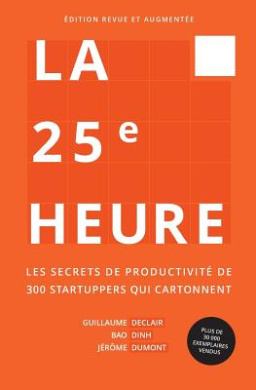 ÉDITION REVUE ET AUGMENTÉE
LA
25e
HEURE
LES SECRETS DE PRODUCTIVITÉ DE
300 STARTUPPERS QUI CARTONNENT
GUILLAUME DECLAIR
BAO DINH
JÉRÔME DUMONT
PLUS DE
30 000
EXEMPLAIRES
VENDUS